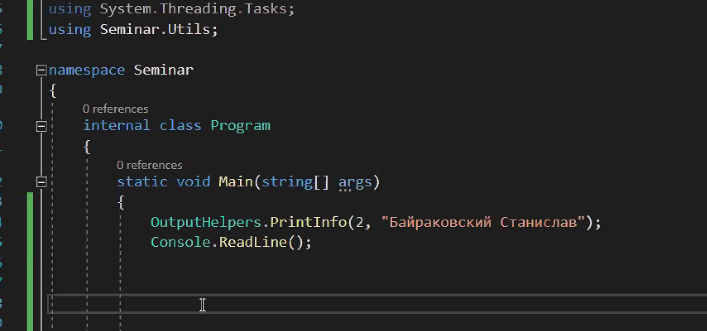 using System.Threading.Tasks;
using Seminar.Utils;
namespace Seminar
{
0 references
internal class Program
{
0 references
static void Main(string[] args)
{
OutputHelpers.PrintInfo(2, "Байраковский Станислав");
Console.ReadLine();